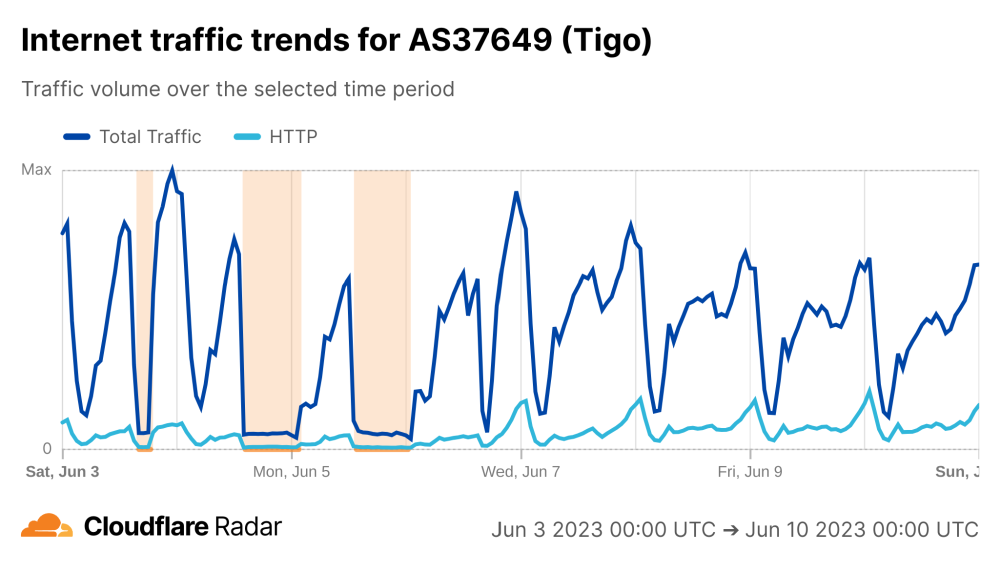 Internet traffic trends for AS37649 (Tigo)
Traffic volume over the selected time period
Total Traffic HTTP
Max
0
Sat, Jun 3 Mon, Jun 5 Wed, Jun 7 Fri, Jun 9 Sun, J
Cloudflare Radar Jun 3 2023 00:00 UTC ➔ Jun 10 2023 00:00 UTC